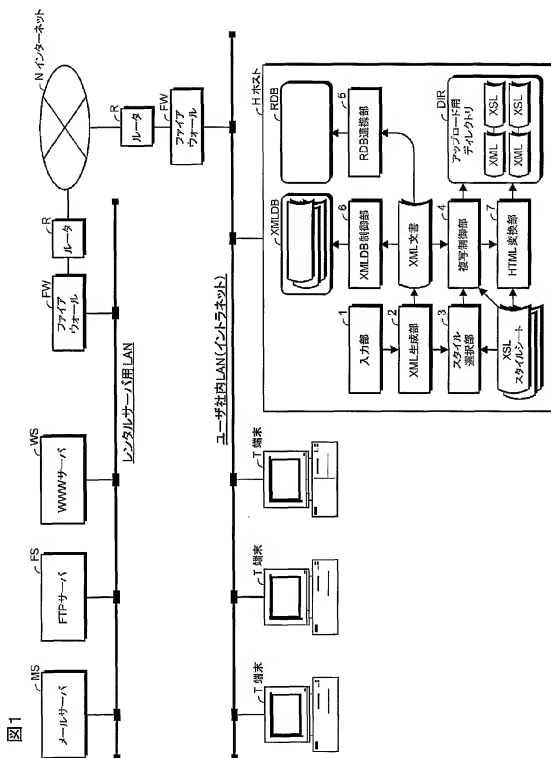 図1
MS
メールサーバ
FS
FTPサーバ
WS
WWWサーバ
レンタルサーバ用LAN
FW
ファイア
ウォール
R
ルータ
N インターネット
R
ルータ
FW
ファイア
ウォール
ユーザ社内LAN(イントラネット)
T 端末
T 端末
T 端末
H ホスト
XMLDB
RDB
1
入力部
2
XML生成部
3
スタイル
選択部
XSL
スタイルシート
6
XMLDB制御部
XML文書
4
複写制御部
7
HTML変換部
5
RDB連携部
DIR
アップロード用
ディレクトリ
XML
XSL
XML
XSL